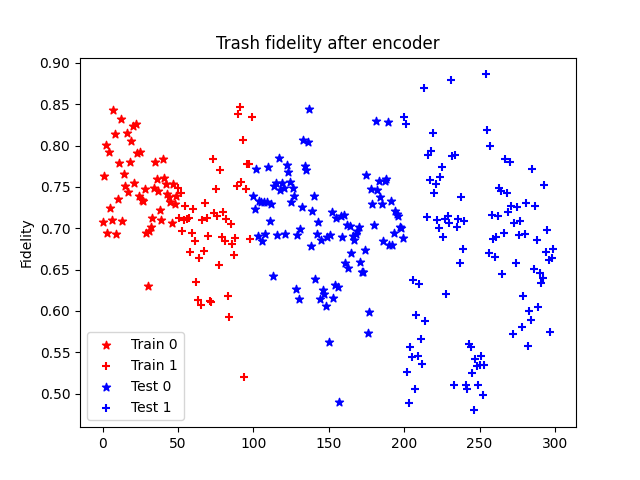 Trash fidelity after encoder
0.90
0.85
0.80
0.75
0.70
0.65
0.60
0.55
0.50
Fidelity
Train 0
Train 1
Test 0
Test 1
0 50 100 150 200 250 300